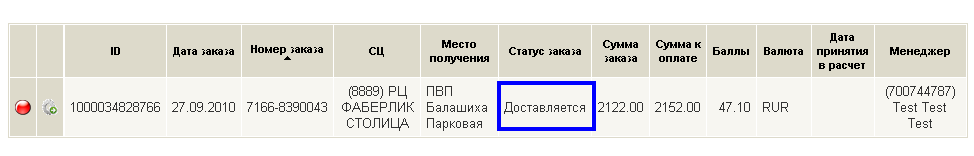 ID
Дата заказа
Номер заказа
СЦ
Место
получения
Статус заказа
Сумма
заказа
Сумма к
оплате
Баллы
Валюта
Дата
принятия
в расчет
Менеджер
1000034828766
27.09.2010
7166-8390043
(8889) РЦ
ФАБЕРЛИК
СТОЛИЦА
ПВП
Балашиха
Парковая
Доставляется
2122.00
2152.00
47.10
RUR
(700744787)
Test Test
Test